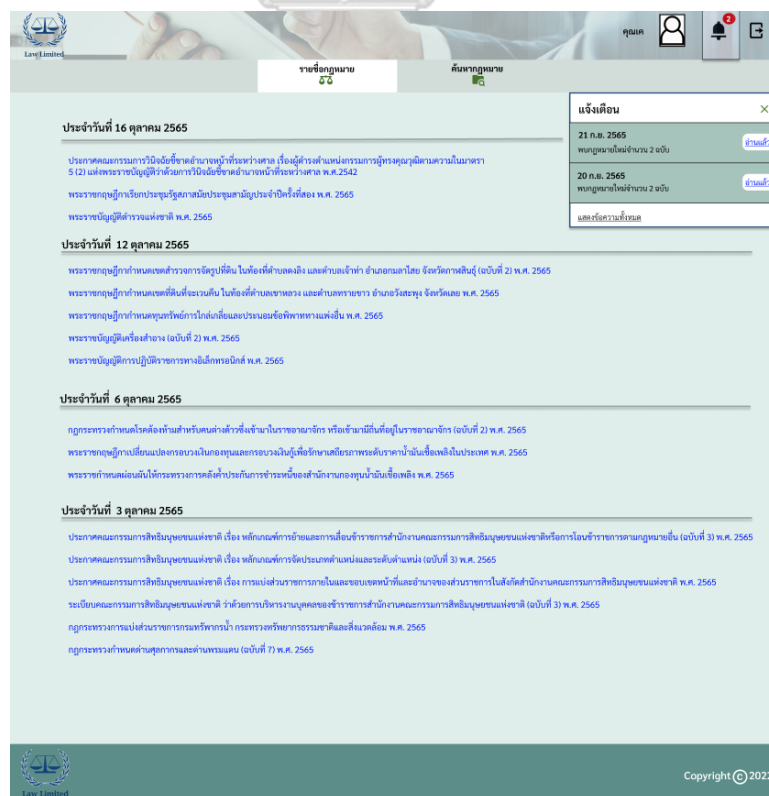 Law Limited
คุณเค
2
รายชื่อกฎหมาย
ค้นหากฎหมาย
แจ้งเตือน
21 ก.ย. 2565
พบกฎหมายใหม่จำนวน 2 ฉบับ
อ่านแล้ว
20 ก.ย. 2565
พบกฎหมายใหม่จำนวน 2 ฉบับ
อ่านแล้ว
แสดงข้อความทั้งหมด
ประจำวันที่ 16 ตุลาคม 2565
ประกาศคณะกรรมการวินิจฉัยชี้ขาดอำนาจหน้าที่ระหว่างศาล เรื่องผู้ดำรงตำแหน่งกรรมการผู้ทรงคุณวุฒิตามความในมาตรา
5 (2) แห่งพระราชบัญญัติว่าด้วยการวินิจฉัยชี้ขาดอำนาจหน้าที่ระหว่างศาล พ.ศ.2542
พระราชกฤษฎีกาเรียกประชุมรัฐสภาสมัยประชุมสามัญประจำปีครั้งที่สอง พ.ศ. 2565
พระราชบัญญัติตำรวจแห่งชาติ พ.ศ. 2565
ประจำวันที่ 12 ตุลาคม 2565
พระราชกฤษฎีกากำหนดเขตสำรวจการจัดรูปที่ดิน ในท้องที่ตำบลดงลิง และตำบลเจ้าท่า อำเภอกมลาไสย จังหวัดกาฬสินธุ์ (ฉบับที่ 2) พ.ศ. 2565
พระราชกฤษฎีกากำหนดเขตที่ดินที่จะเวนคืน ในท้องที่ตำบลเขาหลวง และตำบลทรายขาว อำเภอวังสะพุง จังหวัดเลย พ.ศ. 2565
พระราชกฤษฎีกากำหนดทุนทรัพย์การไกล่เกลี่ยและประนอมข้อพิพาททางแพ่งอื่น พ.ศ. 2565
พระราชบัญญัติเครื่องสำอาง (ฉบับที่ 2) พ.ศ. 2565
พระราชบัญญัติการปฏิบัติราชการทางอิเล็กทรอนิกส์ พ.ศ. 2565
ประจำวันที่ 6 ตุลาคม 2565
กฎกระทรวงกำหนดโรคต้องห้ามสำหรับคนต่างด้าวซึ่งเข้ามาในราชอาณาจักร หรือเข้ามามีถิ่นที่อยู่ในราชอาณาจักร (ฉบับที่ 2) พ.ศ. 2565
พระราชกฤษฎีกาเปลี่ยนแปลงกรอบวงเงินกองทุนและกรอบวงเงินกู้เพื่อรักษาเสถียรภาพระดับราคาน้ำมันเชื้อเพลิงในประเทศ พ.ศ. 2565
พระราชกำหนดผ่อนผันให้กระทรวงการคลังค้ำประกันการชำระหนี้ของสำนักงานกองทุนน้ำมันเชื้อเพลิง พ.ศ. 2565
ประจำวันที่ 3 ตุลาคม 2565
ประกาศคณะกรรมการสิทธิมนุษยชนแห่งชาติ เรื่อง หลักเกณฑ์การย้ายและการเลื่อนข้าราชการสำนักงานคณะกรรมการสิทธิมนุษยชนแห่งชาติหรือการโอนข้าราชการตามกฎหมายอื่น (ฉบับที่ 3) พ.ศ. 2565
ประกาศคณะกรรมการสิทธิมนุษยชนแห่งชาติ เรื่อง หลักเกณฑ์การจัดประเภทตำแหน่งและระดับตำแหน่ง (ฉบับที่ 3) พ.ศ. 2565
ประกาศคณะกรรมการสิทธิมนุษยชนแห่งชาติ เรื่อง การแบ่งส่วนราชการภายในและขอบเขตหน้าที่และอำนาจของส่วนราชการในสังกัดสำนักงานคณะกรรมการสิทธิมนุษยชนแห่งชาติ พ.ศ. 2565
ระเบียบคณะกรรมการสิทธิมนุษยชนแห่งชาติ ว่าด้วยการบริหารงานบุคคลของข้าราชการสำนักงานคณะกรรมการสิทธิมนุษยชนแห่งชาติ (ฉบับที่ 3) พ.ศ. 2565
กฎกระทรวงการแบ่งส่วนราชการกรมทรัพยากรน้ำ กระทรวงทรัพยากรธรรมชาติและสิ่งแวดล้อม พ.ศ. 2565
กฎกระทรวงกำหนดด่านศุลกากรและด่านพรมแดน (ฉบับที่ 7) พ.ศ. 2565
Law Limited
Copyright © 2022